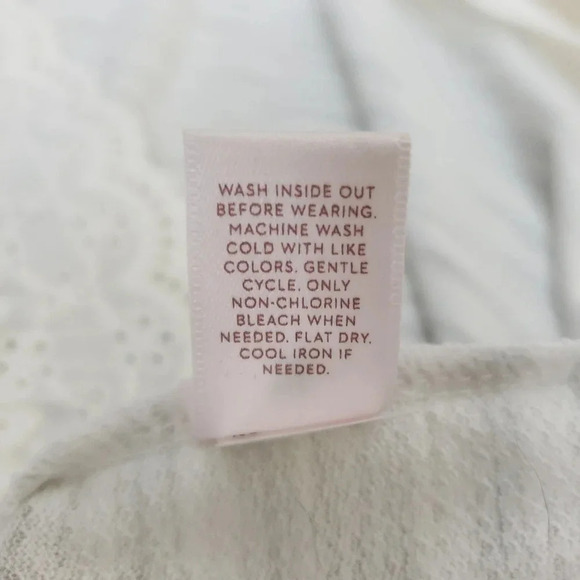 WASH INSIDE OUT
BEFORE WEARING.
MACHINE WASH
COLD WITH LIKE
COLORS. GENTLE
CYCLE. ONLY
NON-CHLORINE
BLEACH WHEN
NEEDED. FLAT DRY.
COOL IRON IF
NEEDED.